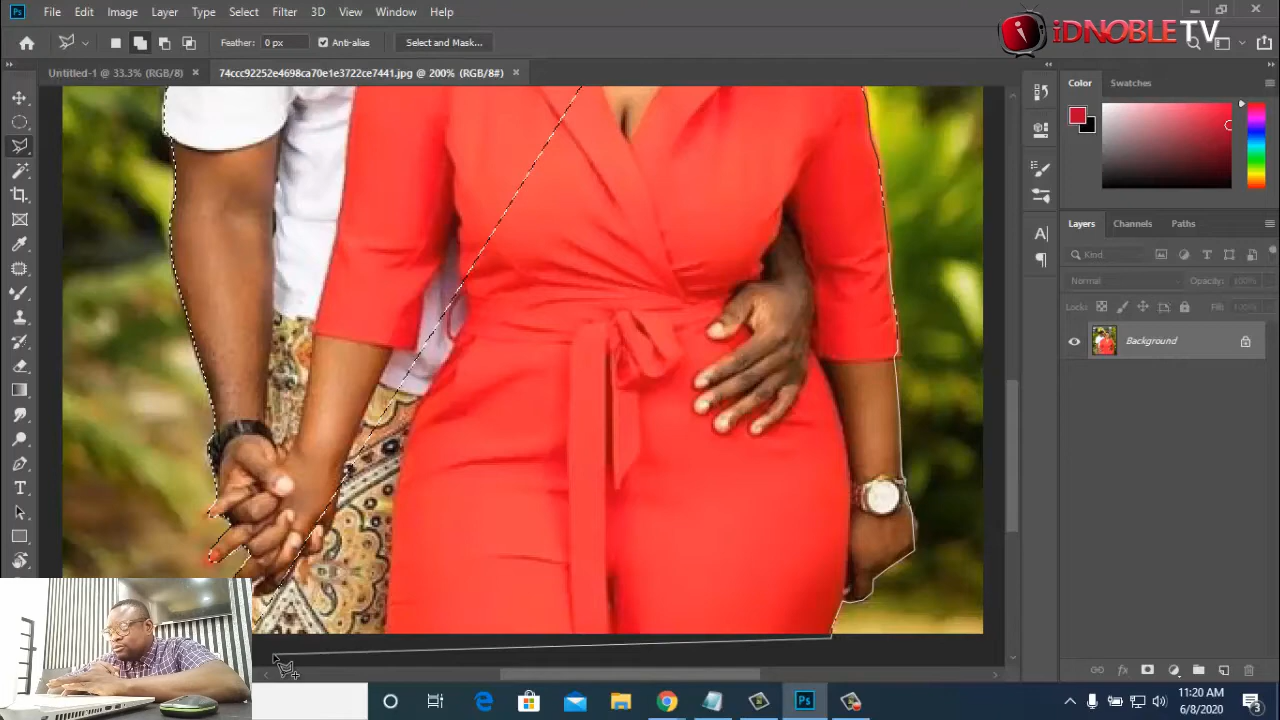 File Edit Image Layer Type Select Filter 3D View Window Help
iDNOBLE TV
Feather: 0 px Anti-alias Select and Mask...
Untitled-1 @ 33.3% (RGB/8) × 74ccc92252e4698ca70e1e3722ce7441.jpg @ 200% (RGB/8#) ×
Color Swatches
Layers Channels Paths
Kind
Normal Opacity: 100%
Lock: Fill: 100%
Background
11:20 AM
6/8/2020
3